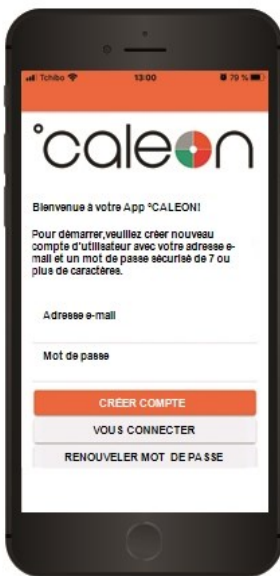 Tchibo 13:00 79 %
°caleon
Bienvenue à votre App °CALEON!
Pour démarrer,veuillez créer nouveau
compte d'utilisateur avec votre adresse e-
mail et un mot de passe sécurisé de 7 ou
plus de caractères.
Adresse e-mail
Mot de passe
CRÉER COMPTE
VOUS CONNECTER
RENOUVELER MOT DE PASSE